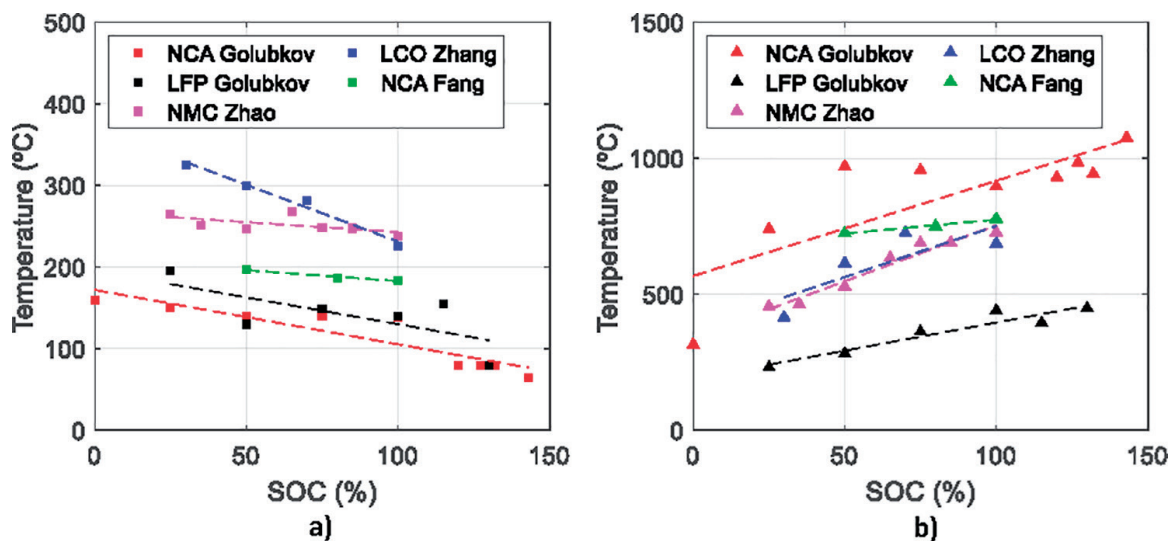 500
400
300
200
100
0
Temperature (ºC)
NCA Golubkov
LFP Golubkov
NMC Zhao
LCO Zhang
NCA Fang
0 50 100 150
SOC (%)
a)
1500
1000
500
0
Temperature (ºC)
NCA Golubkov
LFP Golubkov
NMC Zhao
LCO Zhang
NCA Fang
0 50 100 150
SOC (%)
b)